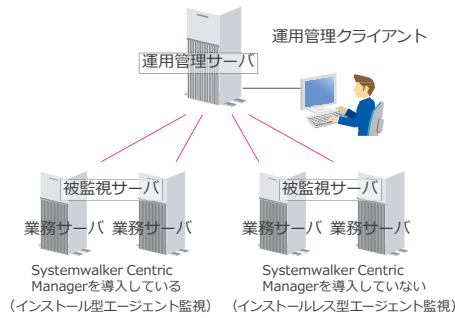 運用管理クライアント
運用管理サーバ
被監視サーバ
被監視サーバ
業務サーバ 業務サーバ
業務サーバ 業務サーバ
Systemwalker Centric
Managerを導入している
（インストール型エージェント監視）
Systemwalker Centric
Managerを導入していない
（インストールレス型エージェント監視）